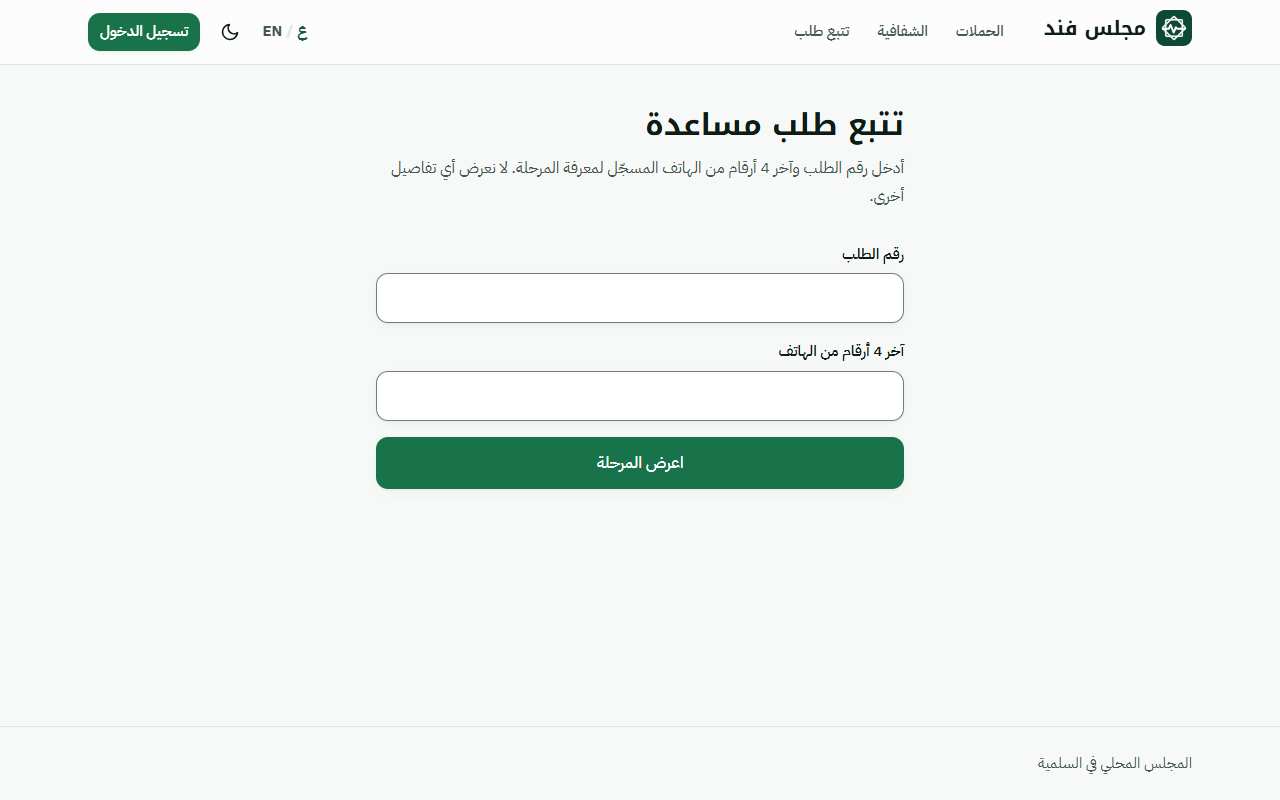 مجلس فند
الحملات
الشفافية
تتبع طلب
ع / EN
تسجيل الدخول
تتبع طلب مساعدة
أدخل رقم الطلب وآخر 4 أرقام من الهاتف المسجّل لمعرفة المرحلة. لا نعرض أي تفاصيل
أخرى.
رقم الطلب
آخر 4 أرقام من الهاتف
اعرض المرحلة
المجلس المحلي في السلمية